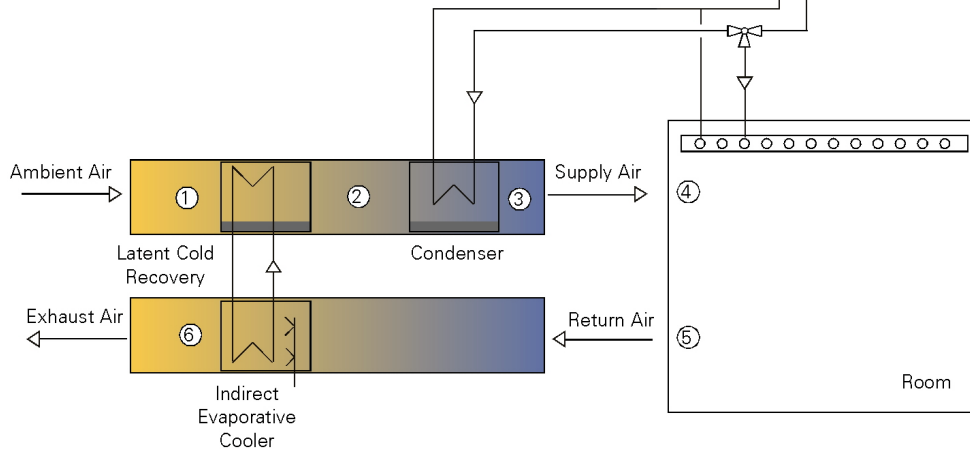 Ambient Air
1
2
3
Supply Air
4
Latent Cold
Recovery
Condenser
Exhaust Air
6
Return Air
5
Room
Indirect
Evaporative
Cooler